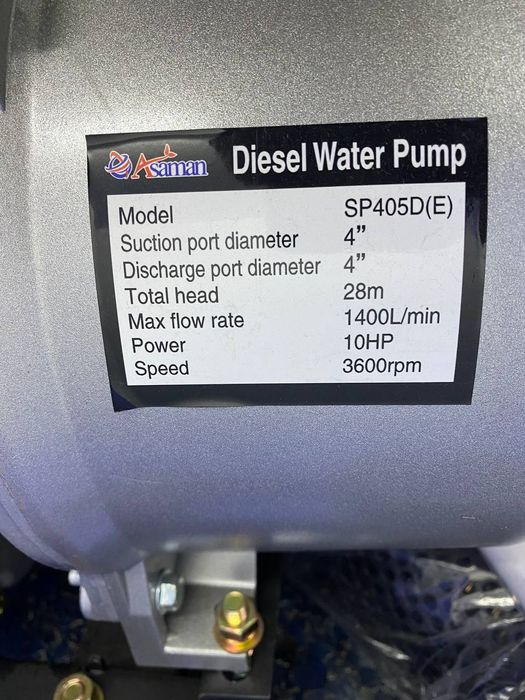 Asaman Diesel Water Pump
Model SP405D(E)
Suction port diameter 4”
Discharge port diameter 4”
Total head 28m
Max flow rate 1400L/min
Power 10HP
Speed 3600rpm